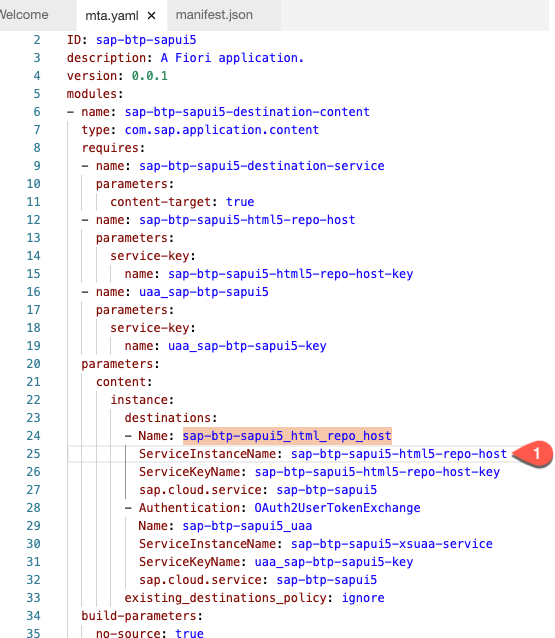 Welcome mta.yaml × manifest.json
2 ID: sap-btp-sapui5
3 description: A Fiori application.
4 version: 0.0.1
5 modules:
6 - name: sap-btp-sapui5-destination-content
7 type: com.sap.application.content
8 requires:
9 - name: sap-btp-sapui5-destination-service
10 parameters:
11 content-target: true
12 - name: sap-btp-sapui5-html5-repo-host
13 parameters:
14 service-key:
15 name: sap-btp-sapui5-html5-repo-host-key
16 - name: uaa_sap-btp-sapui5
17 parameters:
18 service-key:
19 name: uaa_sap-btp-sapui5-key
20 parameters:
21 content:
22 instance:
23 destinations:
24 - Name: sap-btp-sapui5_html_repo_host
25 ServiceInstanceName: sap-btp-sapui5-html5-repo-host 1
26 ServiceKeyName: sap-btp-sapui5-html5-repo-host-key
27 sap.cloud.service: sap-btp-sapui5
28 - Authentication: OAuth2UserTokenExchange
29 Name: sap-btp-sapui5_uaa
30 ServiceInstanceName: sap-btp-sapui5-xsuaa-service
31 ServiceKeyName: uaa_sap-btp-sapui5-key
32 sap.cloud.service: sap-btp-sapui5
33 existing_destinations_policy: ignore
34 build-parameters:
35 no-source: true